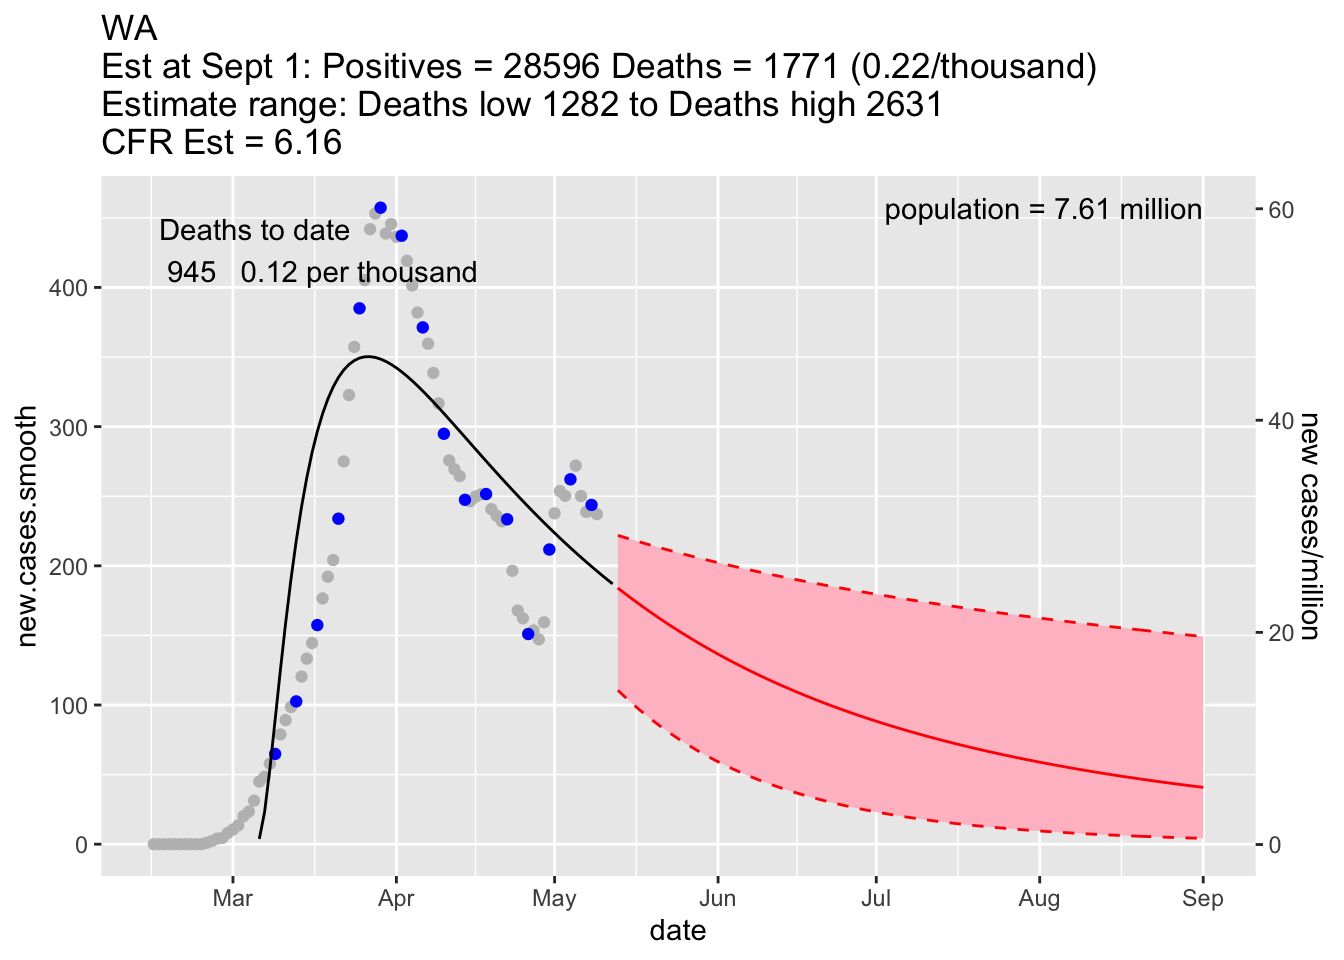 WA
Est at Sept 1: Positives = 28596 Deaths = 1771 (0.22/thousand)
Estimate range: Deaths low 1282 to Deaths high 2631
CFR Est = 6.16
population = 7.61 million
Deaths to date
945 0.12 per thousand
new.cases.smooth
400
300
200
100
0
60
40
20
0
new cases/million
Mar Apr May Jun Jul Aug Sep
date